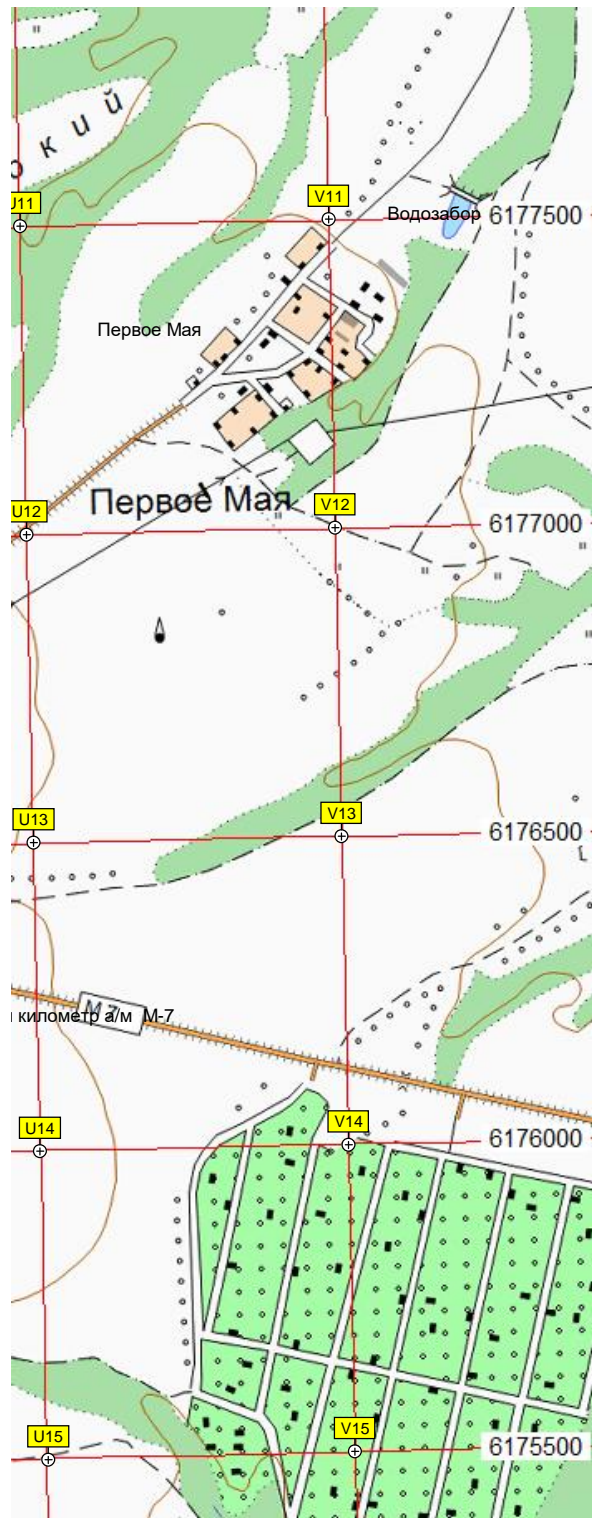 кий
U11
V11
Водозабор
6177500
Первое Мая
Первое Мая
U12
V12
6177000
U13
V13
6176500
М-7
километр а/м М-7
U14
V14
6176000
U15
V15
6175500